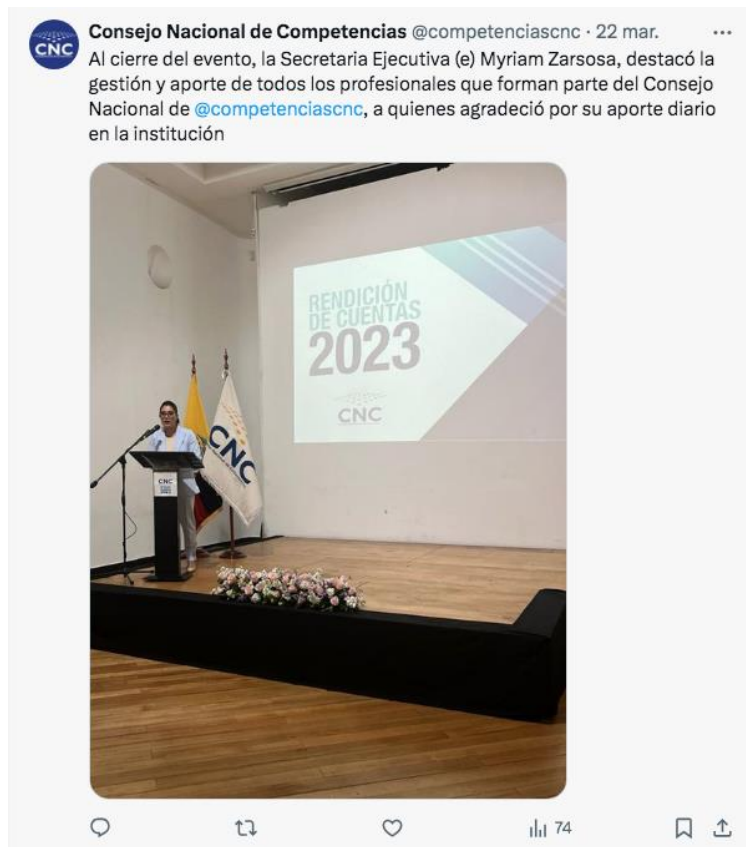 CNC
Consejo Nacional de Competencias @competenciascnc · 22 mar.
Al cierre del evento, la Secretaria Ejecutiva (e) Myriam Zarsosa, destacó la
gestión y aporte de todos los profesionales que forman parte del Consejo
Nacional de @competenciascnc, a quienes agradeció por su aporte diario
en la institución
RENDICIÓN
DE CUENTAS
2023
CNC
CNC
CNC
74